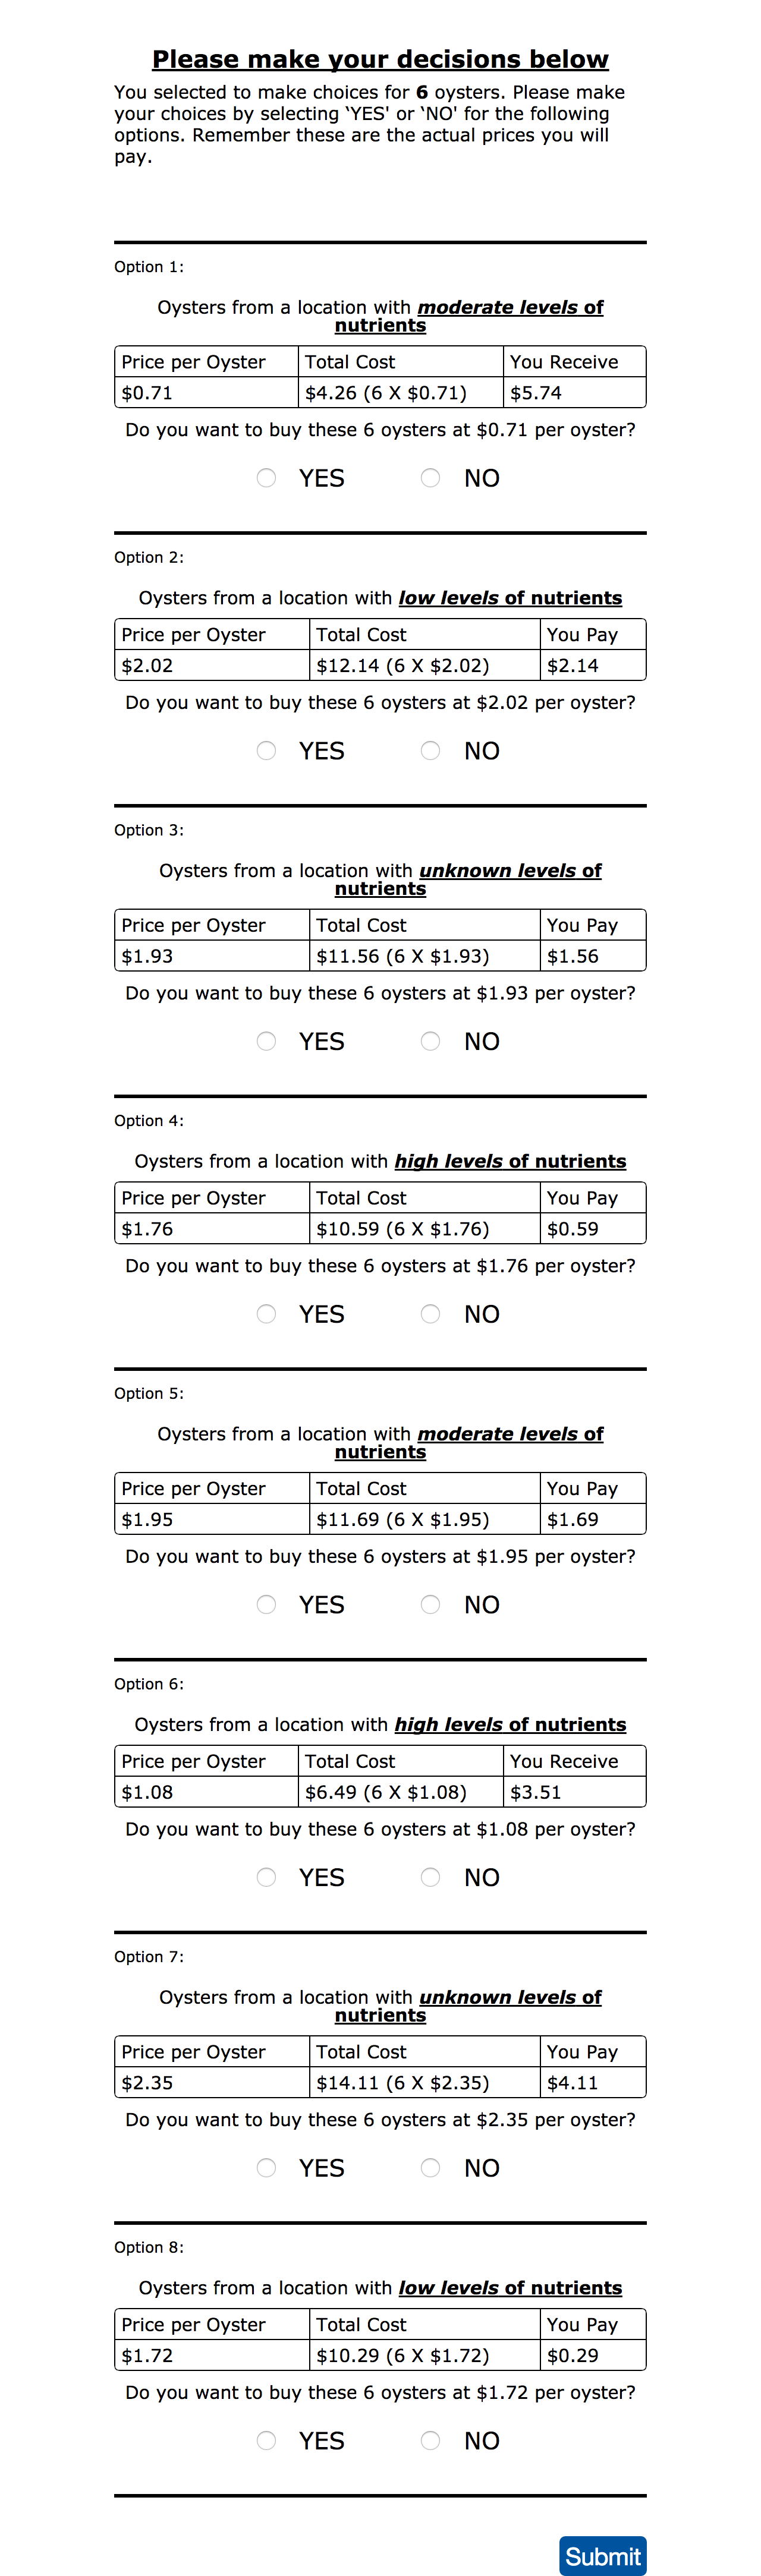 Please make your decisions below
You selected to make choices for 6 oysters. Please make
your choices by selecting ‘YES' or ‘NO' for the following
options. Remember these are the actual prices you will
pay.
Option 1:
Oysters from a location with moderate levels of
nutrients
Price per Oyster Total Cost You Receive
$0.71 $4.26 (6 X $0.71) $5.74
Do you want to buy these 6 oysters at $0.71 per oyster?
YES NO
Option 2:
Oysters from a location with low levels of nutrients
Price per Oyster Total Cost You Pay
$2.02 $12.14 (6 X $2.02) $2.14
Do you want to buy these 6 oysters at $2.02 per oyster?
YES NO
Option 3:
Oysters from a location with unknown levels of
nutrients
Price per Oyster Total Cost You Pay
$1.93 $11.56 (6 X $1.93) $1.56
Do you want to buy these 6 oysters at $1.93 per oyster?
YES NO
Option 4:
Oysters from a location with high levels of nutrients
Price per Oyster Total Cost You Pay
$1.76 $10.59 (6 X $1.76) $0.59
Do you want to buy these 6 oysters at $1.76 per oyster?
YES NO
Option 5:
Oysters from a location with moderate levels of
nutrients
Price per Oyster Total Cost You Pay
$1.95 $11.69 (6 X $1.95) $1.69
Do you want to buy these 6 oysters at $1.95 per oyster?
YES NO
Option 6:
Oysters from a location with high levels of nutrients
Price per Oyster Total Cost You Receive
$1.08 $6.49 (6 X $1.08) $3.51
Do you want to buy these 6 oysters at $1.08 per oyster?
YES NO
Option 7:
Oysters from a location with unknown levels of
nutrients
Price per Oyster Total Cost You Pay
$2.35 $14.11 (6 X $2.35) $4.11
Do you want to buy these 6 oysters at $2.35 per oyster?
YES NO
Option 8:
Oysters from a location with low levels of nutrients
Price per Oyster Total Cost You Pay
$1.72 $10.29 (6 X $1.72) $0.29
Do you want to buy these 6 oysters at $1.72 per oyster?
YES NO
Submit